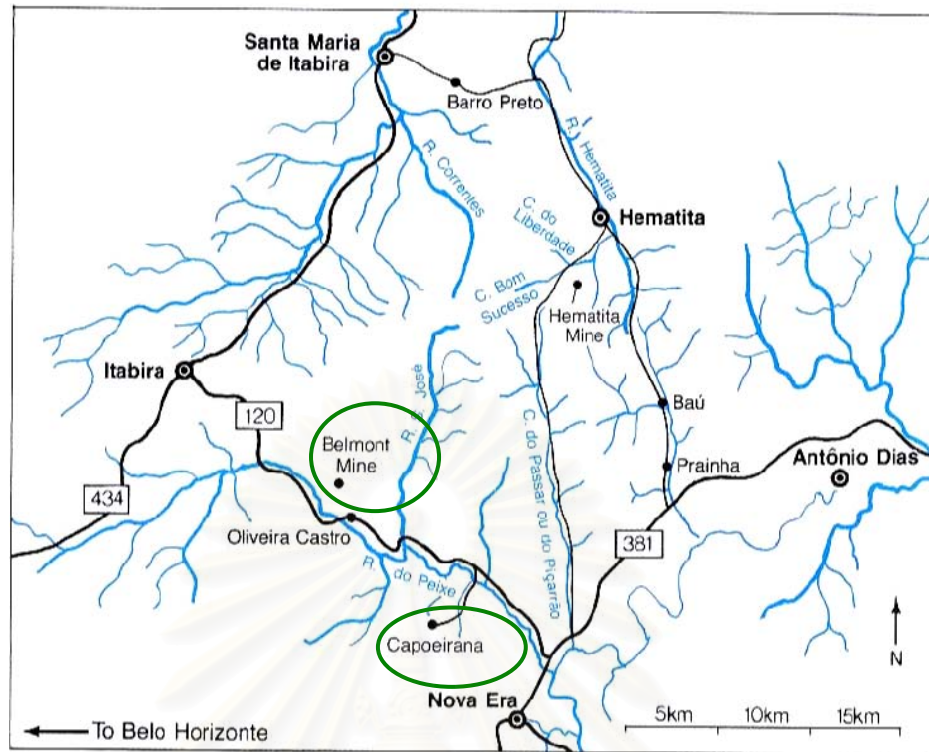 Santa Maria
de Itabira
Barro Preto
R. Hematita
R. Correntes
C. do
Liberdade
Hematita
C. Bom
Sucesso
Hematita
Mine
Itabira
R. S. José
120
Baú
Belmont
Mine
C. do Passar ou do Piçarrão
Prainha
Antônio Dias
434
Oliveira Castro
381
R. do Peixe
Capoeirana
N
Nova Era
To Belo Horizonte
5km 10km 15km